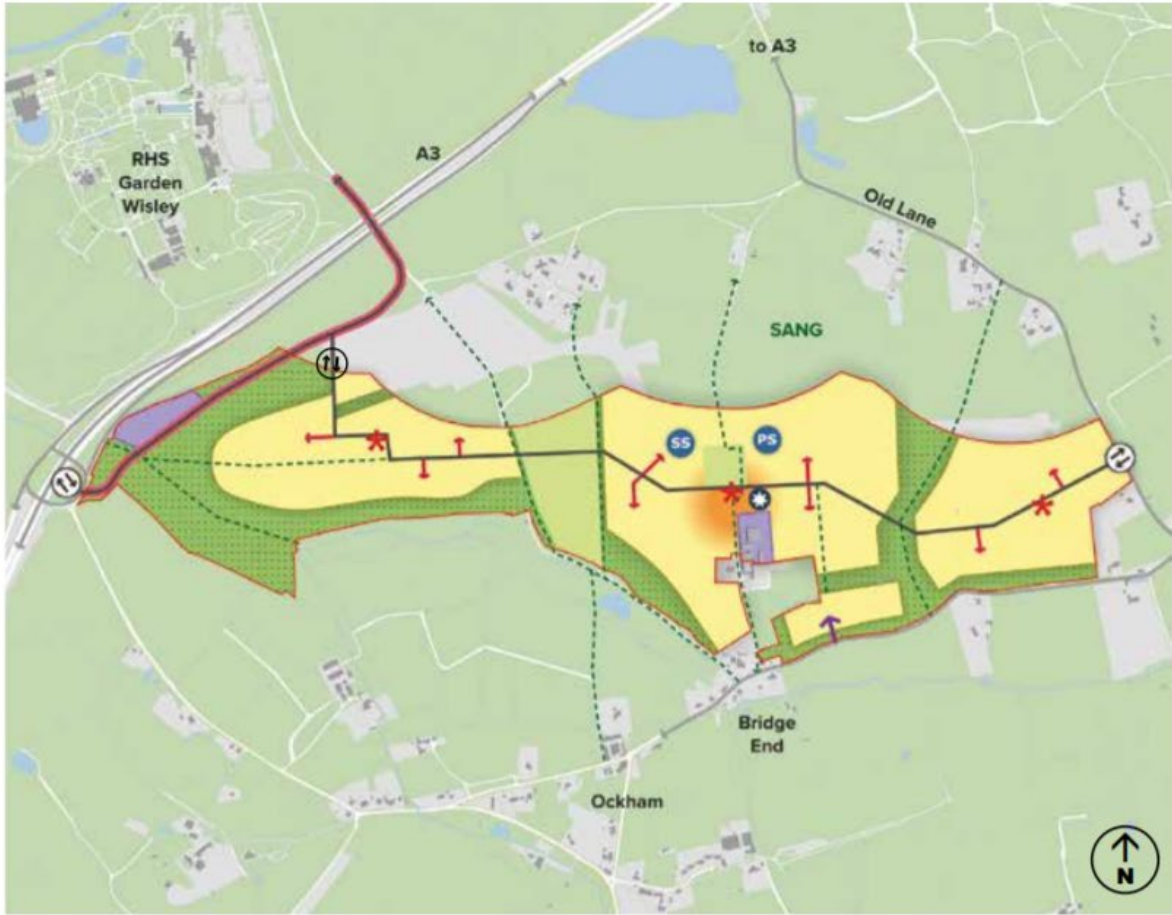 to A3
A3
RHS
Garden
Wisley
Old Lane
SANG
SS
PS
Bridge
End
Ockham
N